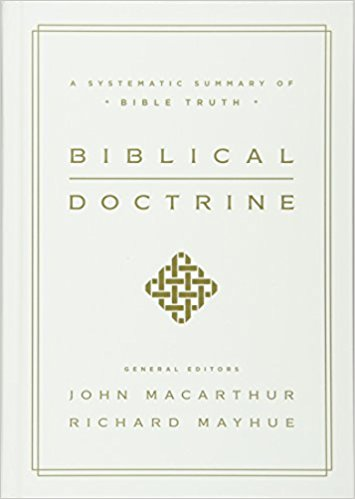 A SYSTEMATIC SUMMARY OF
* BIBLE TRUTH *
BIBLICAL
DOCTRINE
GENERAL EDITORS
JOHN MACARTHUR
RICHARD MAYHUE